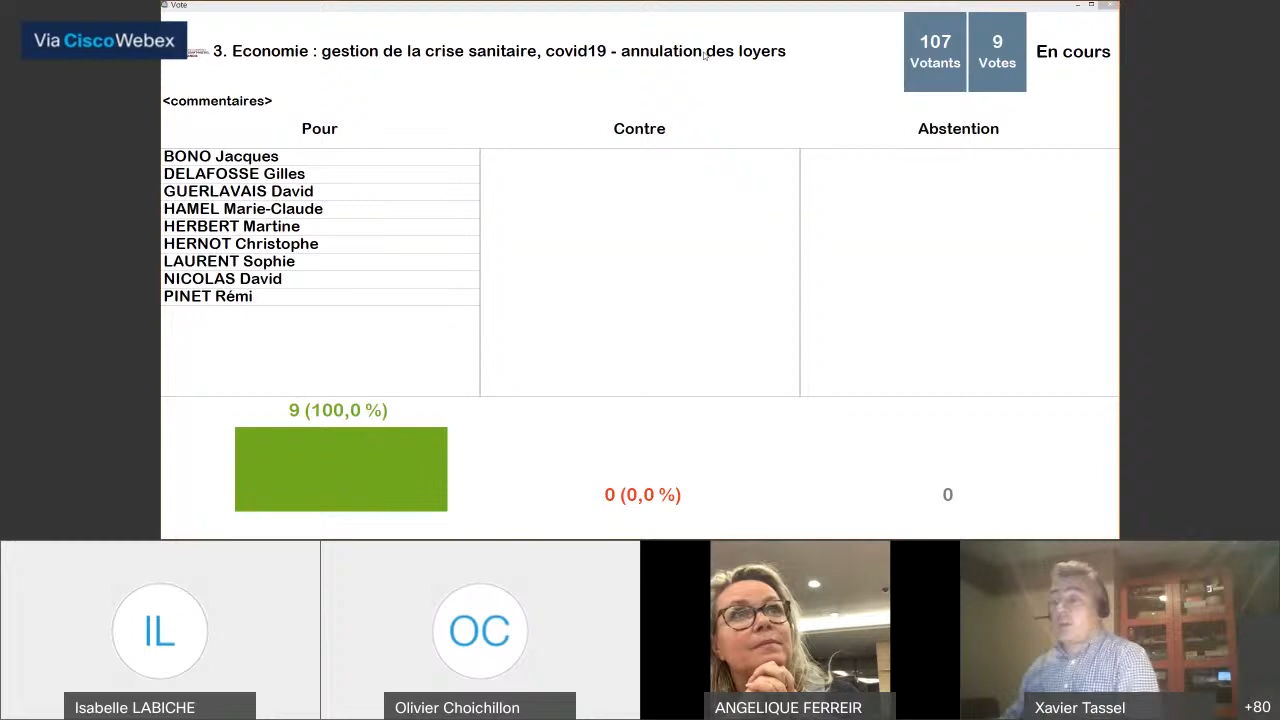 Vote
Via CiscoWebex
3. Economie : gestion de la crise sanitaire, covid19 - annulation des loyers
107
Votants
9
Votes
En cours
<commentaires>
Pour
Contre
Abstention
BONO Jacques
DELAFOSSE Gilles
GUERLAVAIS David
HAMEL Marie-Claude
HERBERT Martine
HERNOT Christophe
LAURENT Sophie
NICOLAS David
PINET Rémi
9 (100,0 %)
0 (0,0 %)
0
IL
OC
Isabelle LABICHE
Olivier Choichillon
ANGELIQUE FERREIR
Xavier Tassel
+80